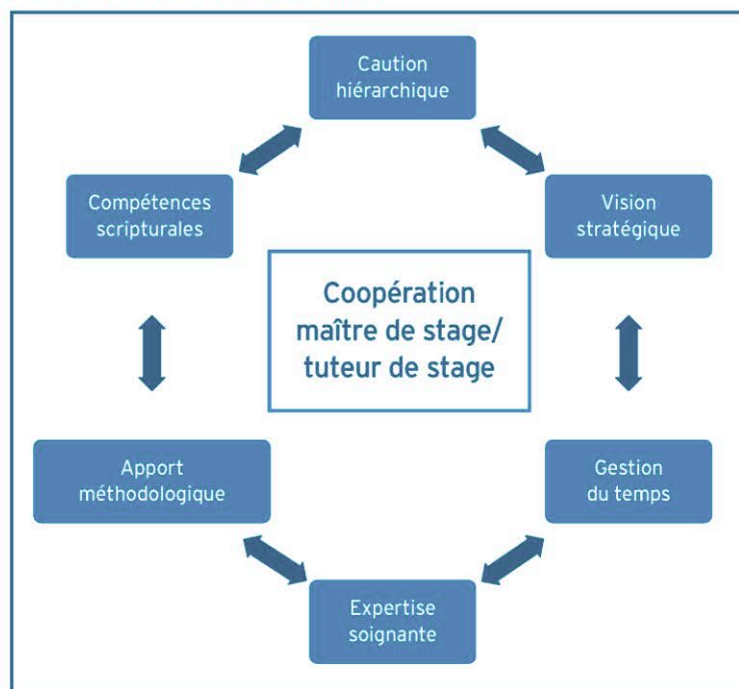 Caution
hiérarchique
Compétences
scripturales
Vision
stratégique
Coopération
maître de stage/
tuteur de stage
Apport
méthodologique
Gestion
du temps
Expertise
soignante